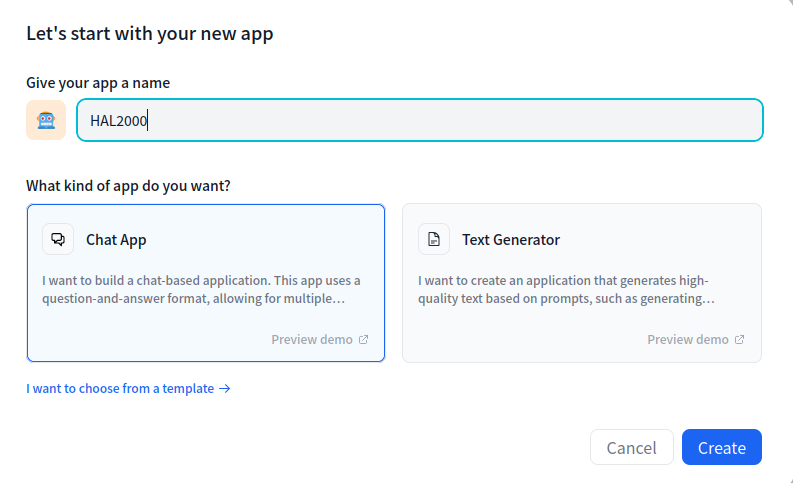 Let's start with your new app
Give your app a name
HAL2000
What kind of app do you want?
Chat App
I want to build a chat-based application. This app uses a
question-and-answer format, allowing for multiple…
Preview demo
Text Generator
I want to create an application that generates high-
quality text based on prompts, such as generating…
Preview demo
I want to choose from a template →
Cancel
Create